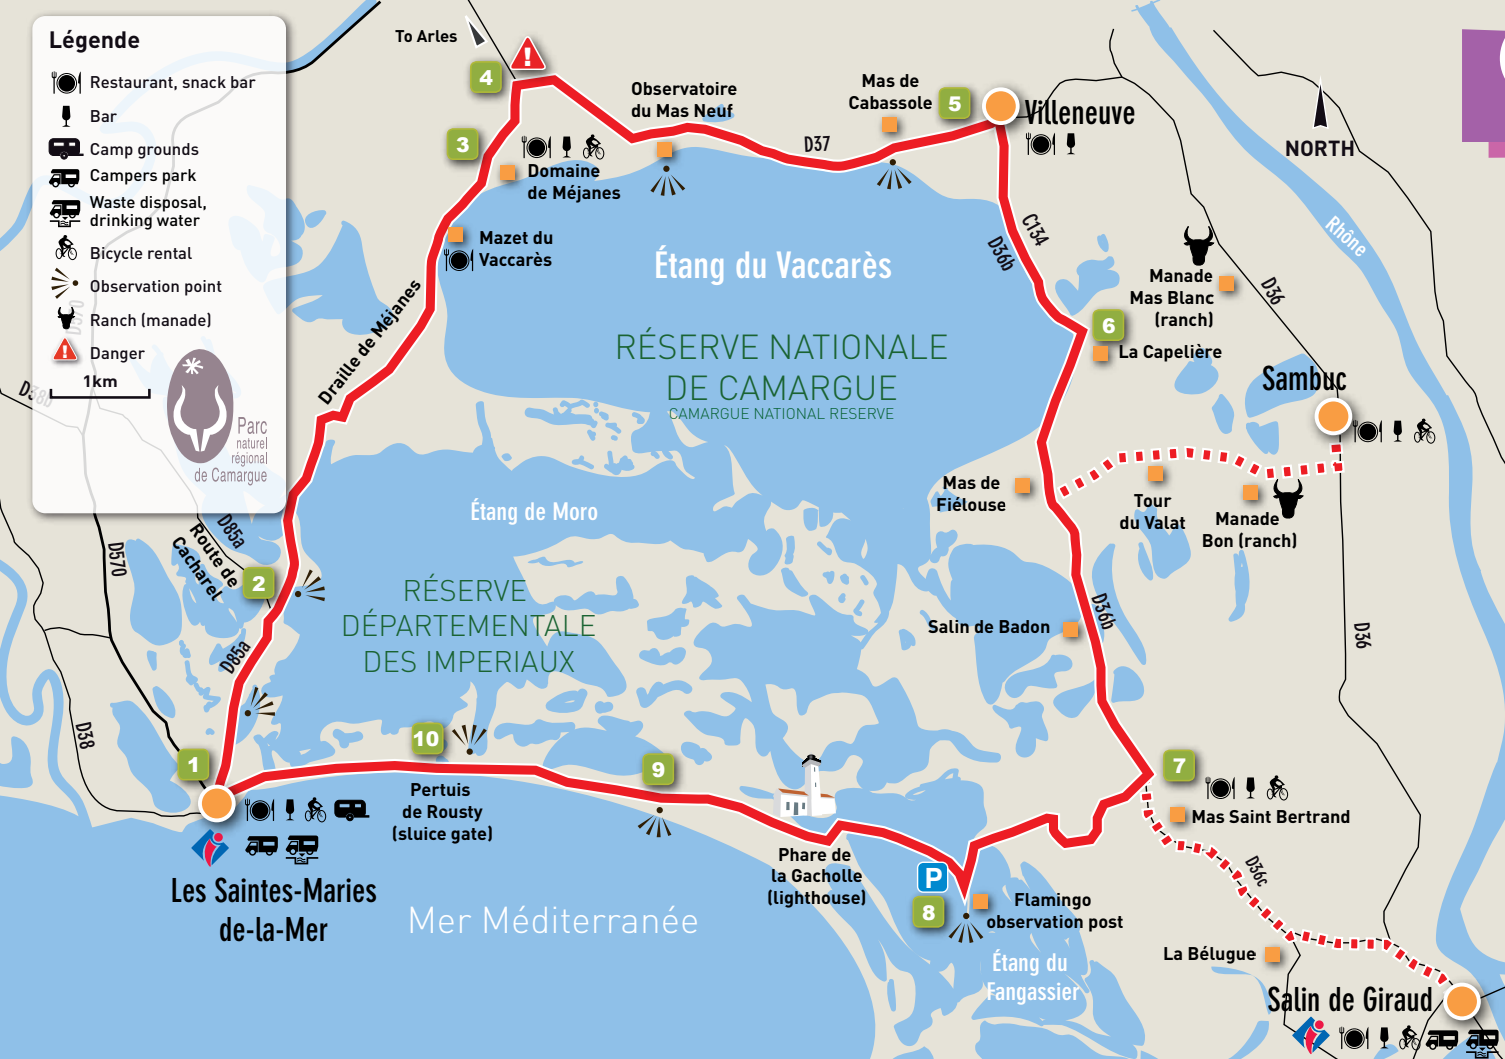 Légende
Restaurant, snack bar
Bar
Camp grounds
Campers park
Waste disposal,
drinking water
Bicycle rental
Observation point
Ranch (manade)
Danger
1km
Parc
naturel
régional
de Camargue
D570
D38b
To Arles
4
3
Observatoire
du Mas Neuf
Mas de
Cabassole
5
Villeneuve
D37
Domaine
de Méjanes
Mazet du
Vaccarès
Draille de Méjanes
Étang du Vaccarès
RÉSERVE NATIONALE
DE CAMARGUE
CAMARGUE NATIONAL RESERVE
C134
D36b
NORTH
Rhône
Manade
Mas Blanc
(ranch)
D36
6
La Capelière
Sambuc
Mas de
Fiélouse
Tour
du Valat
Manade
Bon (ranch)
Étang de Moro
D85a
Route de
Cacharel
D570
2
RÉSERVE
DÉPARTEMENTALE
DES IMPERIAUX
Salin de Badon
D36b
D36
D85a
D38
1
10
Pertuis
de Rousty
(sluice gate)
9
7
Mas Saint Bertrand
Phare de
la Gacholle
(lighthouse)
P
8
Flamingo
observation post
D36c
Les Saintes-Maries
de-la-Mer
Mer Méditerranée
Étang du
Fangassier
La Bélugue
Salin de Giraud